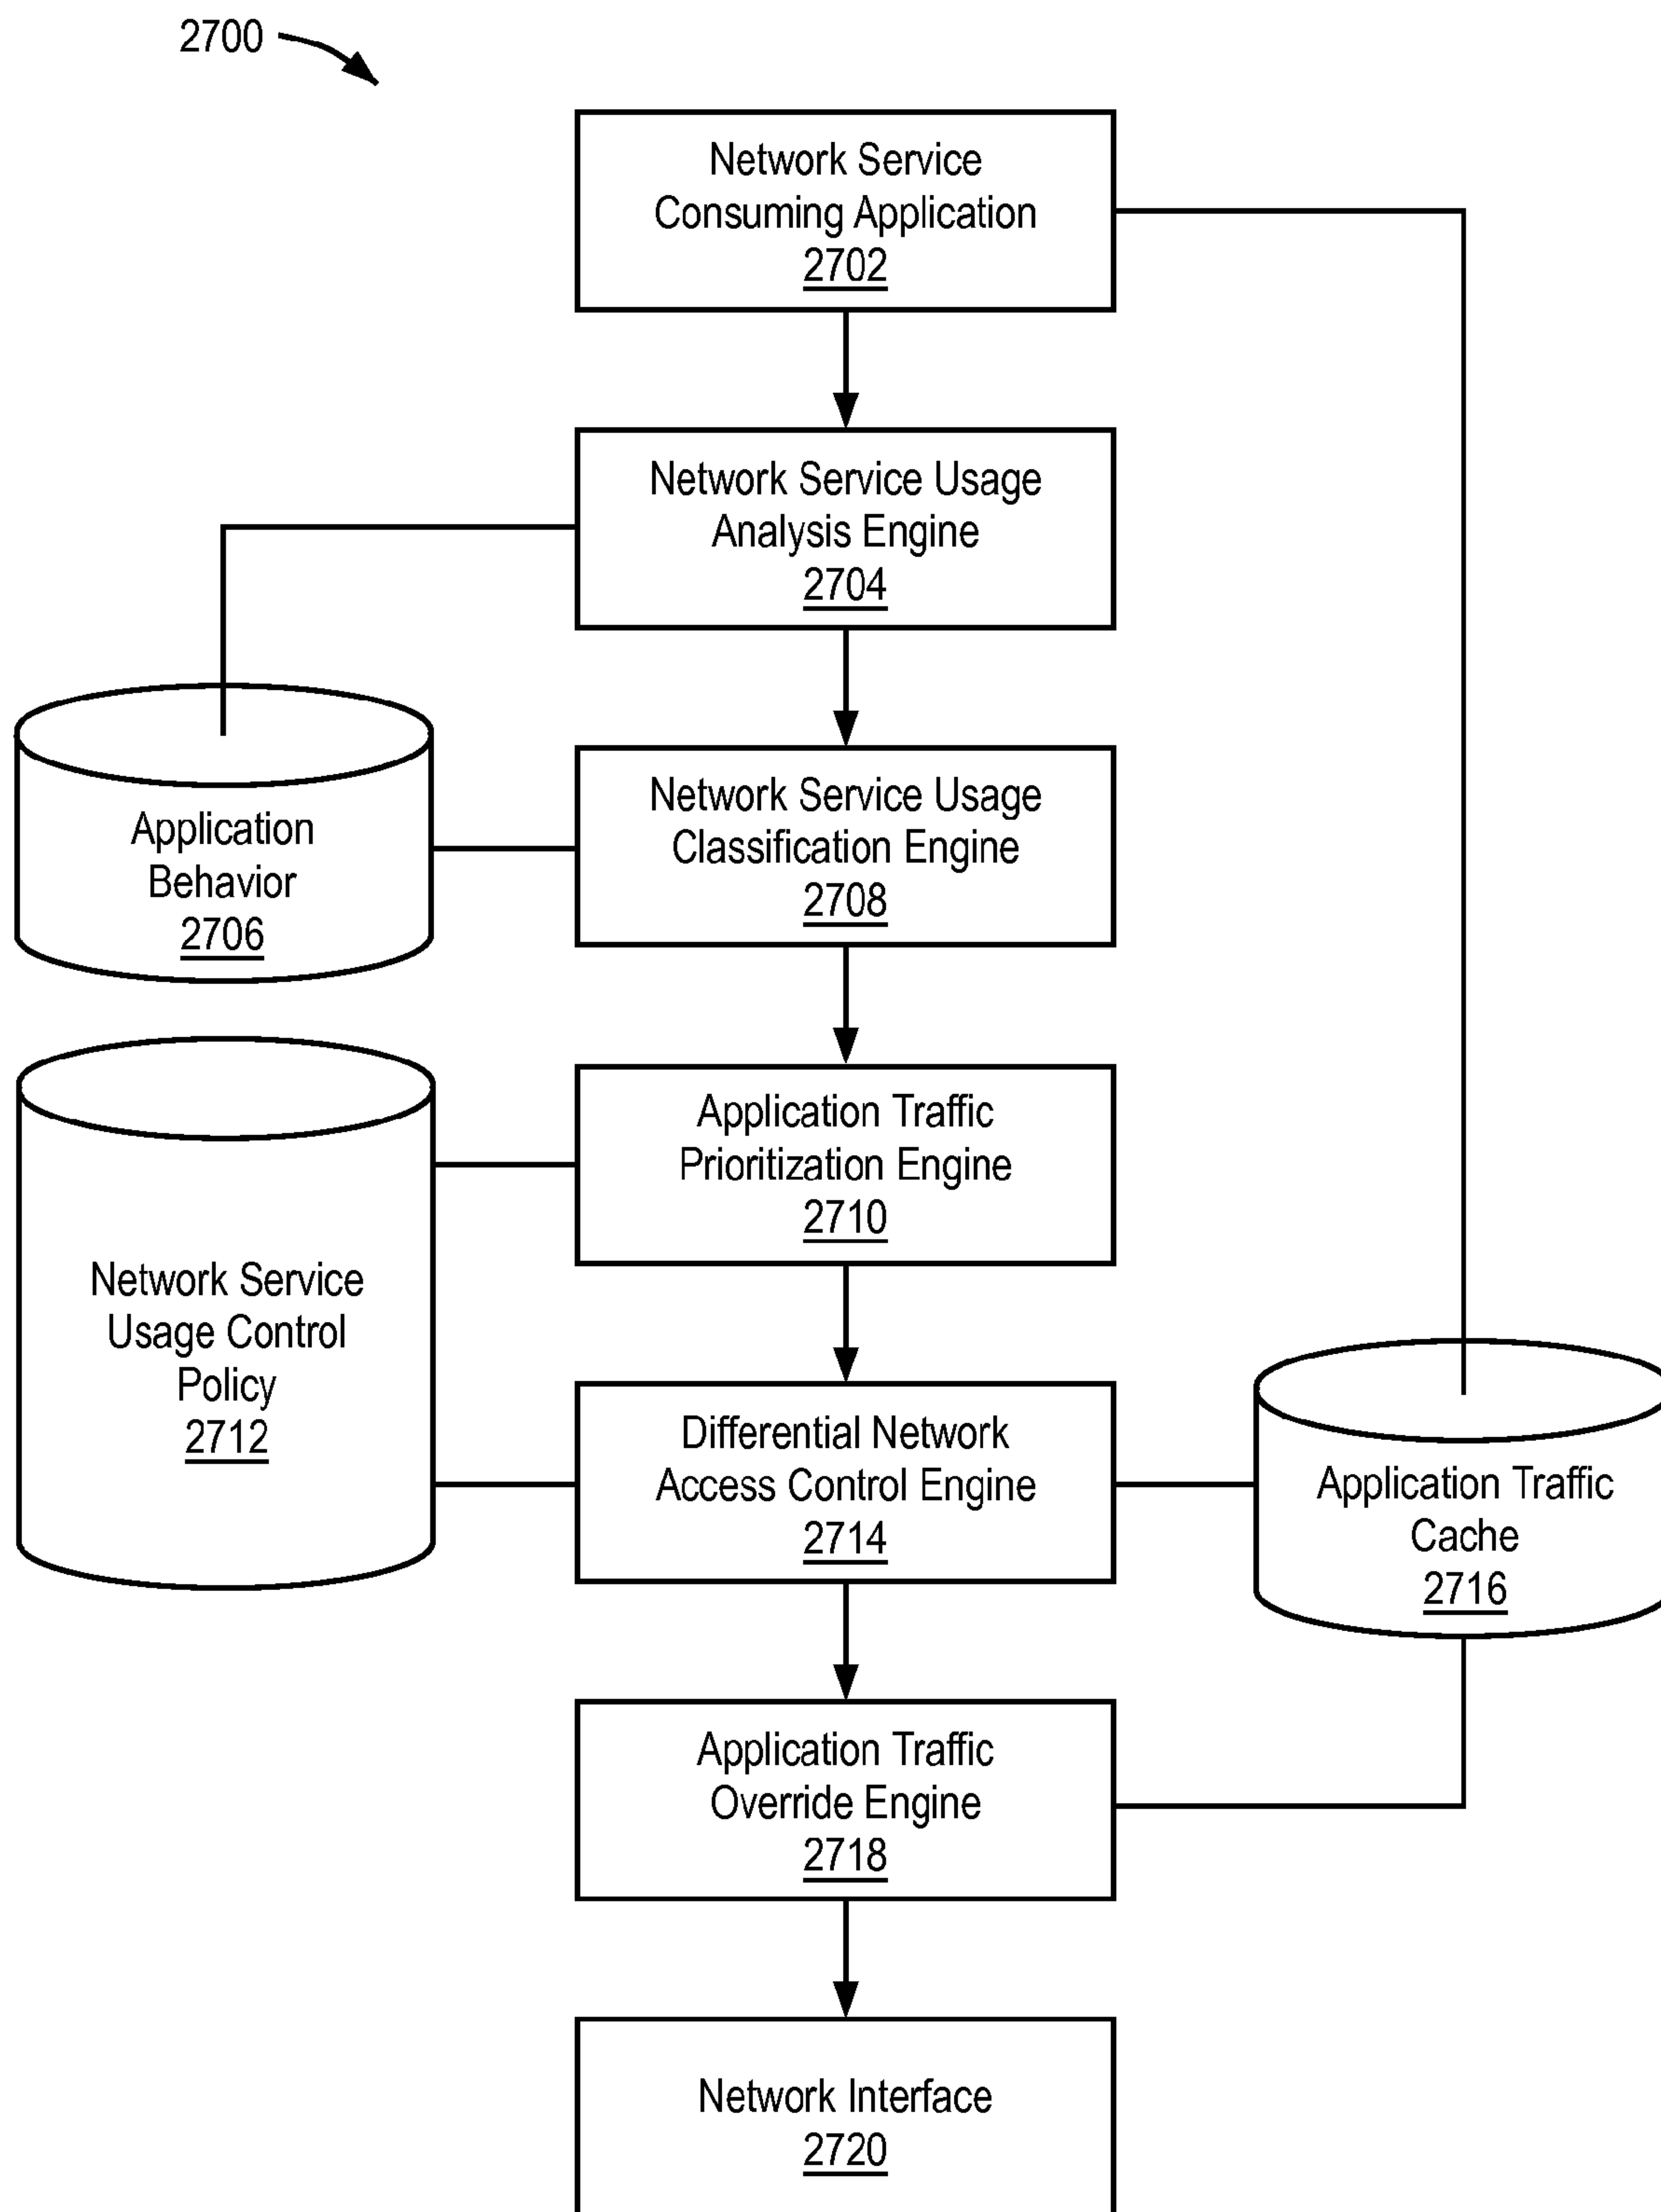 2700
Network Service
Consuming Application
2702
Network Service Usage
Analysis Engine
2704
Application
Behavior
2706
Network Service Usage
Classification Engine
2708
Application Traffic
Prioritization Engine
2710
Network Service
Usage Control
Policy
2712
Differential Network
Access Control Engine
2714
Application Traffic
Cache
2716
Application Traffic
Override Engine
2718
Network Interface
2720